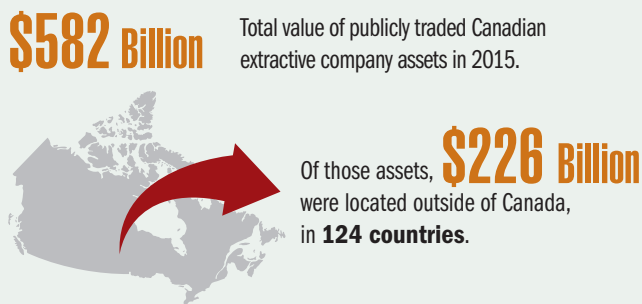 $582 Billion
Total value of publicly traded Canadian
extractive company assets in 2015.
Of those assets, $226 Billion
were located outside of Canada,
in 124 countries.